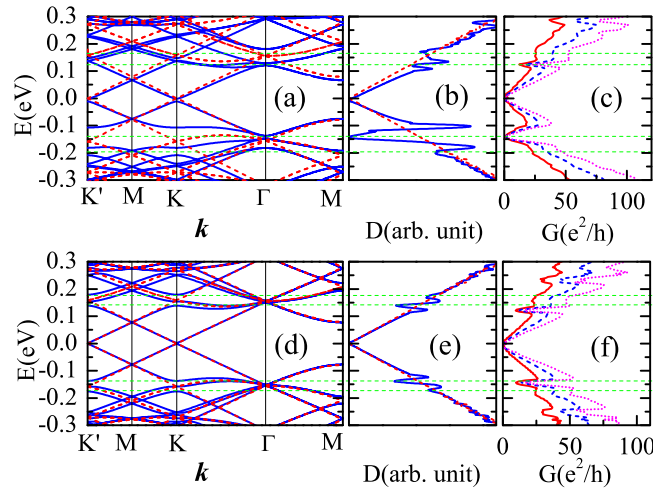 0.3
0.2
0.1
0.0
-0.1
-0.2
-0.3
E(eV)
(a)
(b)
(c)
K' M K Γ M
0 50 100
k
D(arb. unit)
G(e²/h)
0.3
0.2
0.1
0.0
-0.1
-0.2
-0.3
E(eV)
(d)
(e)
(f)
K' M K Γ M
0 50 100
k
D(arb. unit)
G(e²/h)